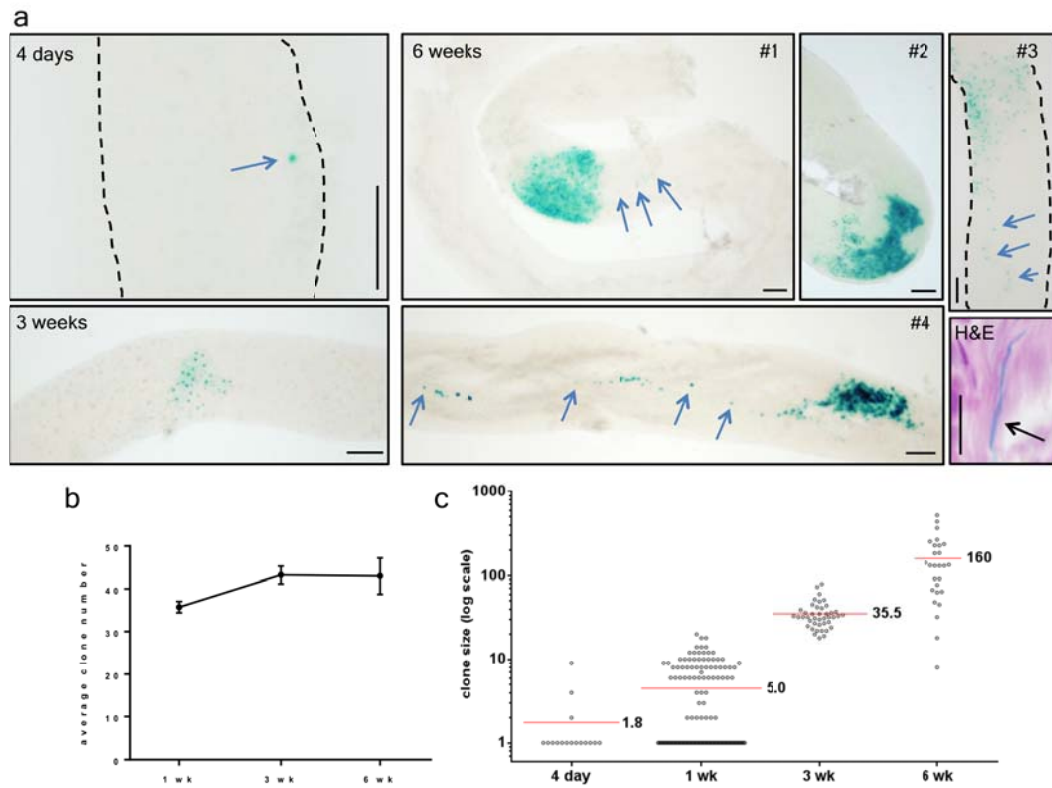 a
4 days
6 weeks
#1
#2
#3
3 weeks
#4
H&E
b
average clone number
50
40
30
20
10
0
1 wk
3 wk
6 wk
c
clone size (log scale)
1000
100
10
1
1.8
5.0
35.5
160
4 day
1 wk
3 wk
6 wk